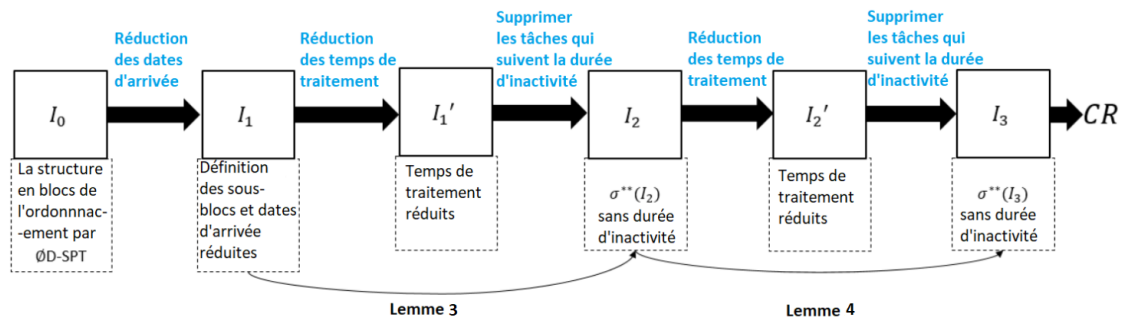 Réduction
des dates
d'arrivée
Réduction
des temps de
traitement
Supprimer
les tâches qui
suivent la durée
d'inactivité
Réduction
des temps de
traitement
Supprimer
les tâches qui
suivent la durée
d'inactivité
I₀
I₁
I₁′
I₂
I₂′
I₃
CR
La structure
en blocs de
l'ordonnnac-
-ement par
ØD-SPT
Définition
des sous-
blocs et dates
d'arrivée
réduites
Temps de
traitement
réduits
σ**(I₂)
sans durée
d'inactivité
Temps de
traitement
réduits
σ**(I₃)
sans durée
d'inactivité
Lemme 3
Lemme 4